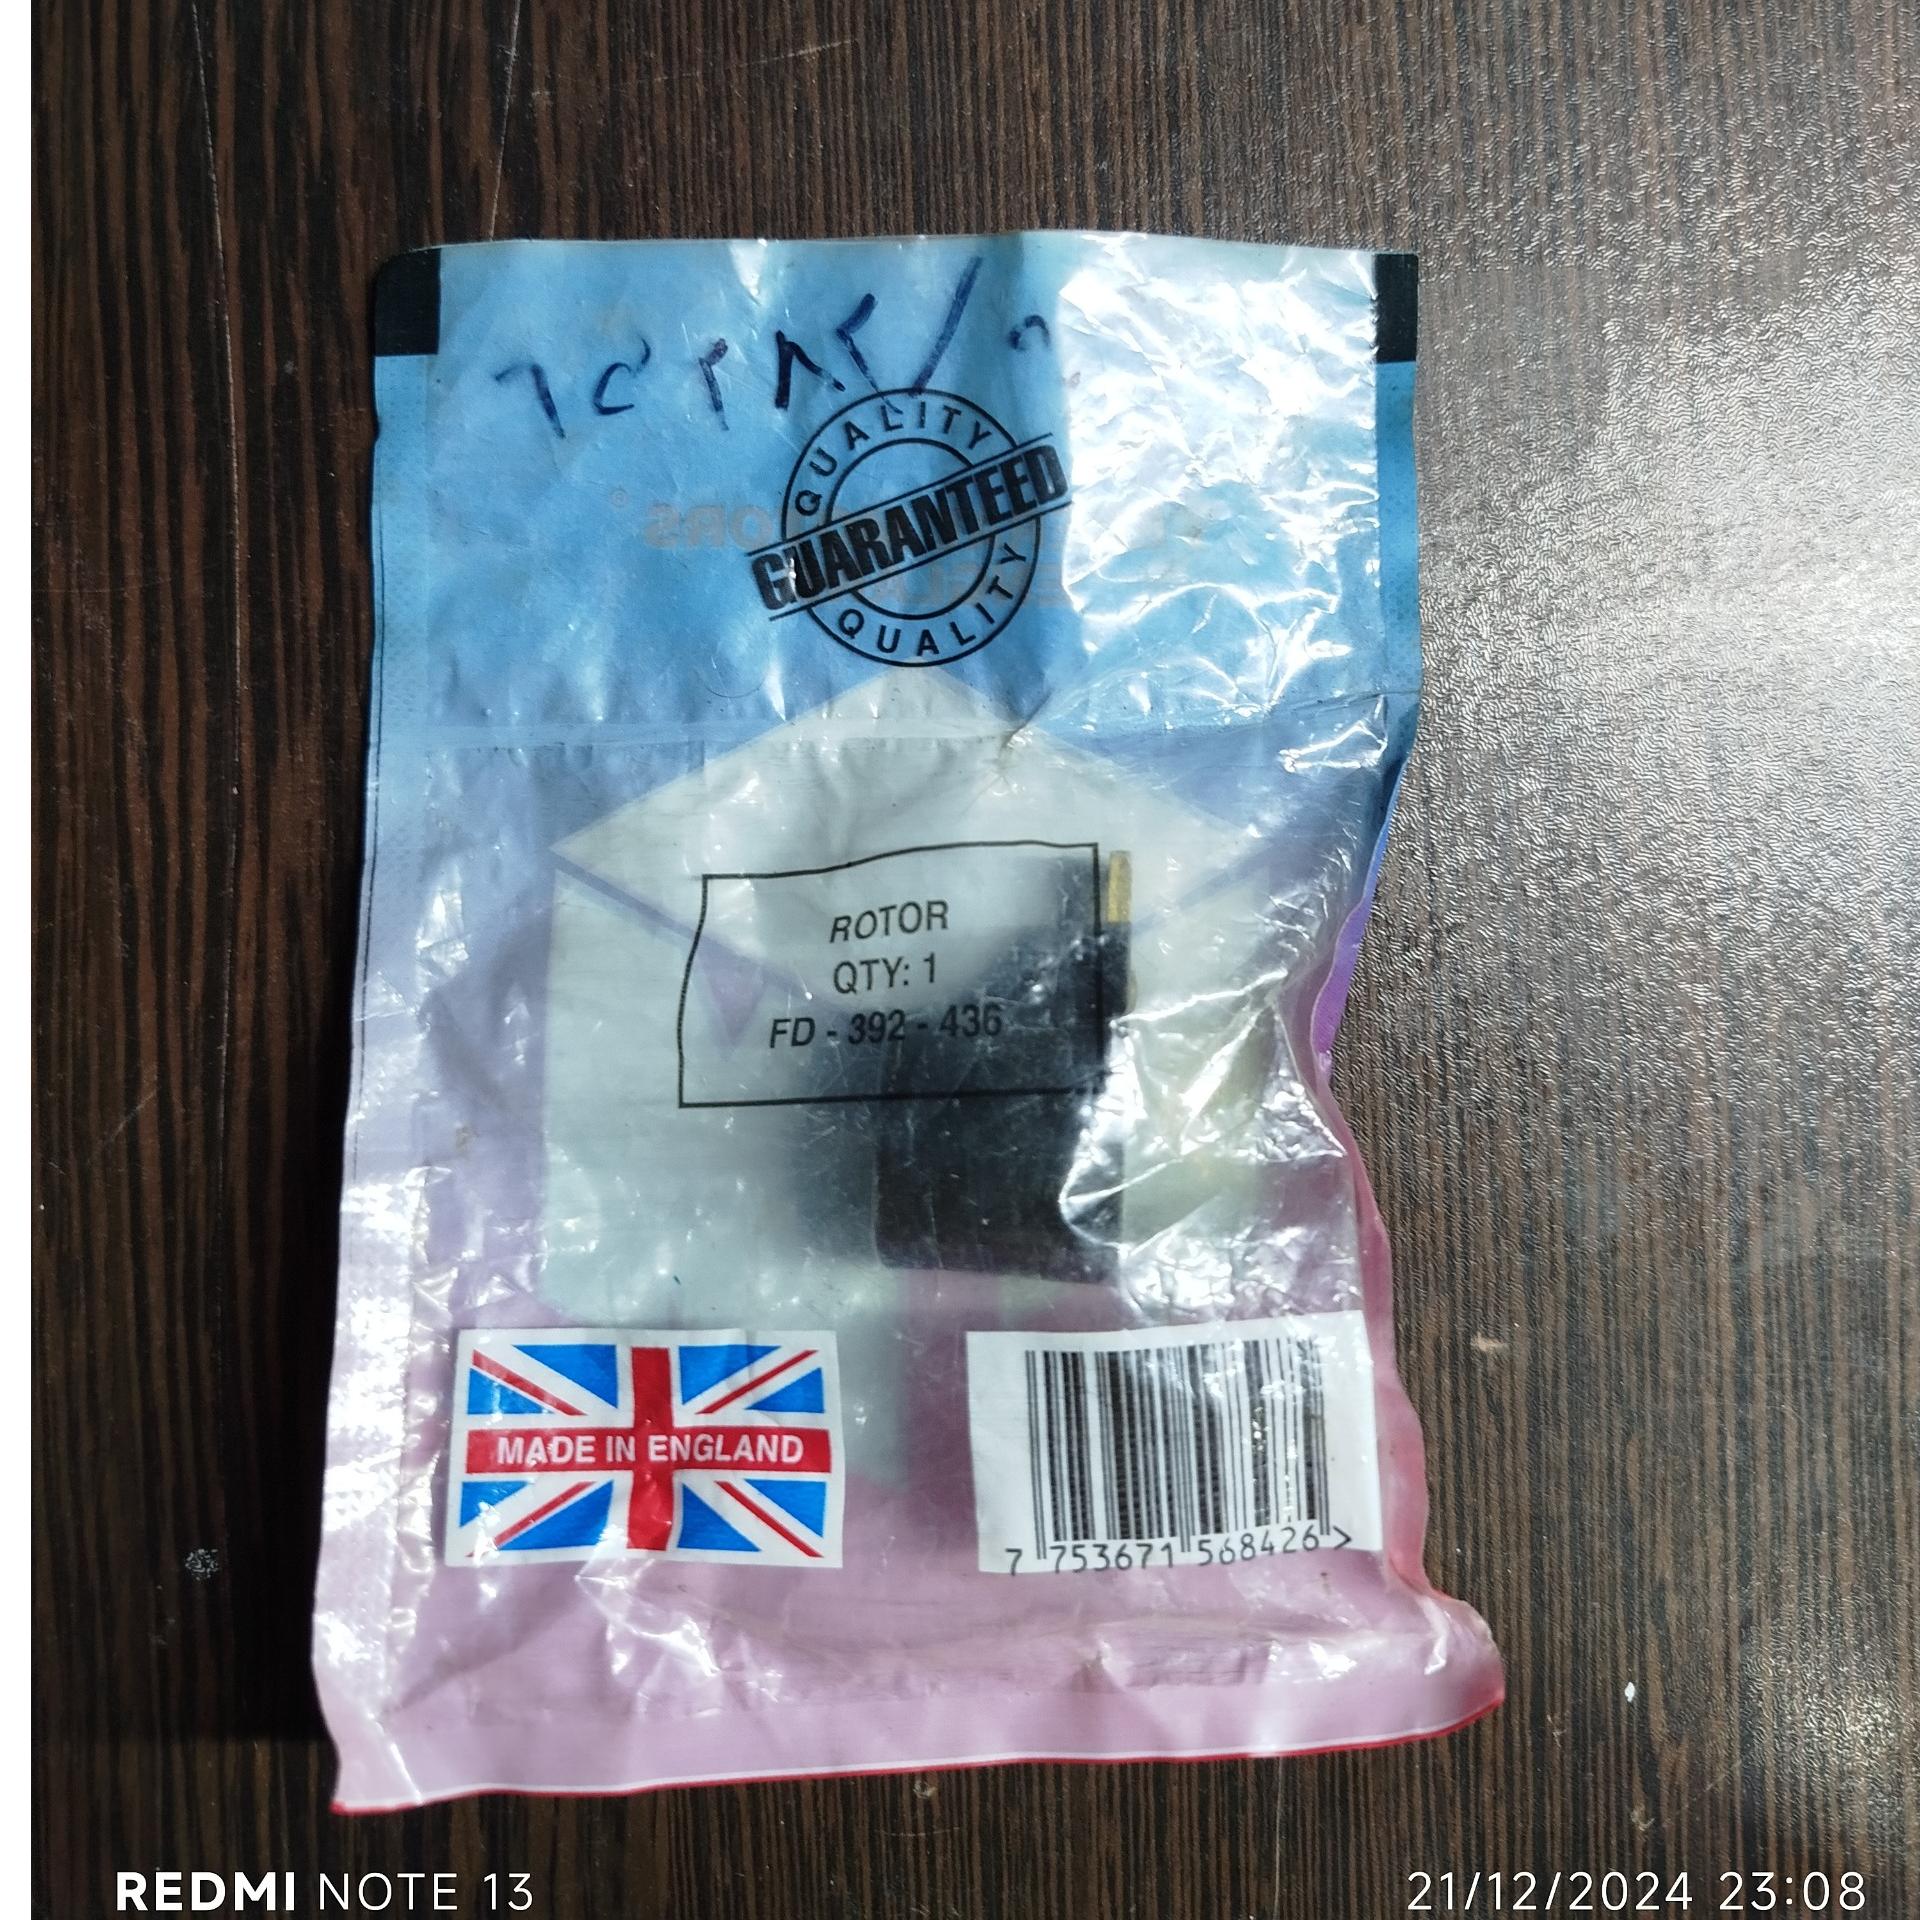 QUALITY
GUARANTEED
QUALITY
ROTOR
QTY: 1
FD - 392 - 436
MADE IN ENGLAND
7 753671 568426 >
REDMI NOTE 13
21/12/2024 23:08